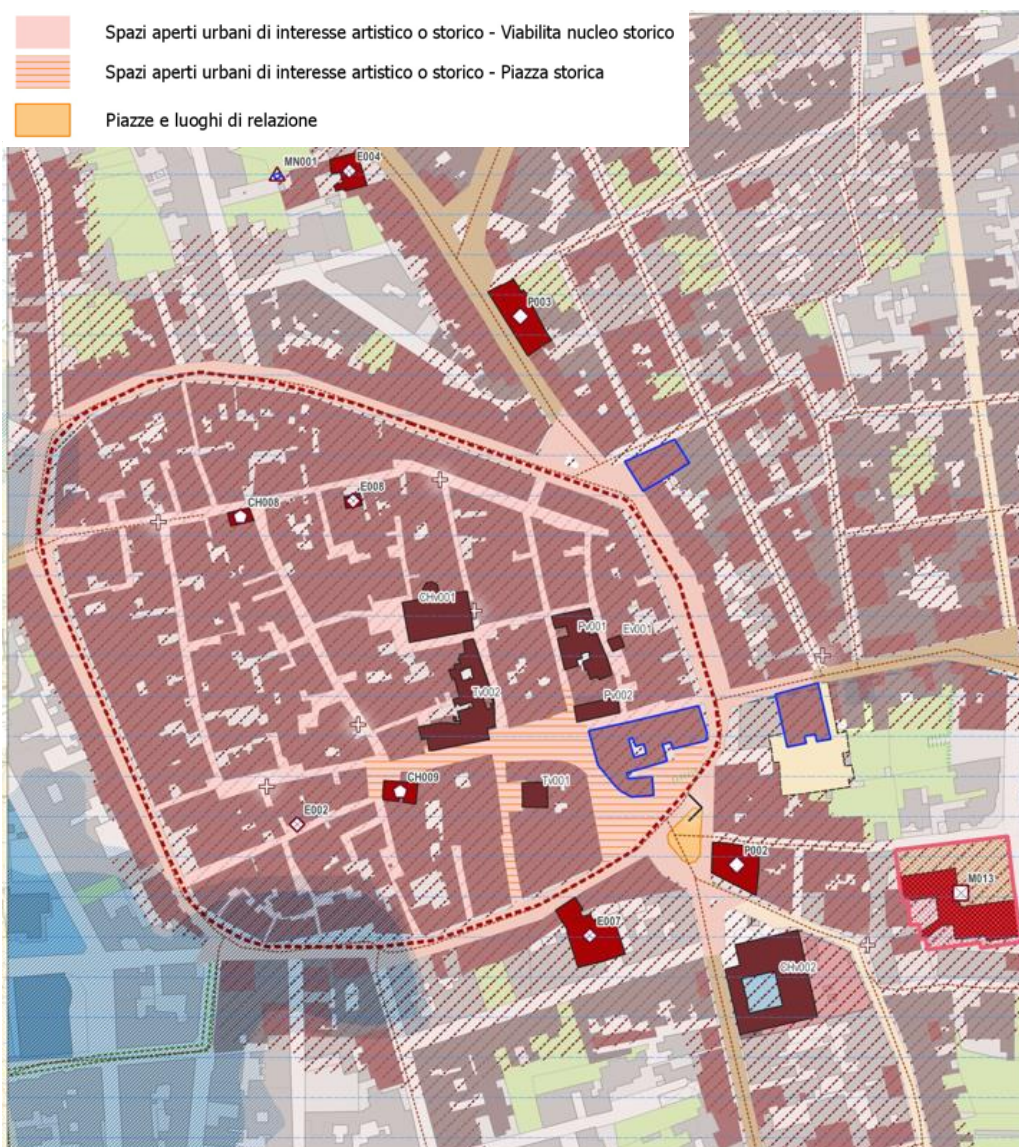 Spazi aperti urbani di interesse artistico o storico - Viabilita nucleo storico
Spazi aperti urbani di interesse artistico o storico - Piazza storica
Piazze e luoghi di relazione
MN001
E004
P003
CH008
E008
CHv001
Pv001
Ev001
Tv002
Pv002
CH009
Tv001
E002
P002
M013
E007
CHv002